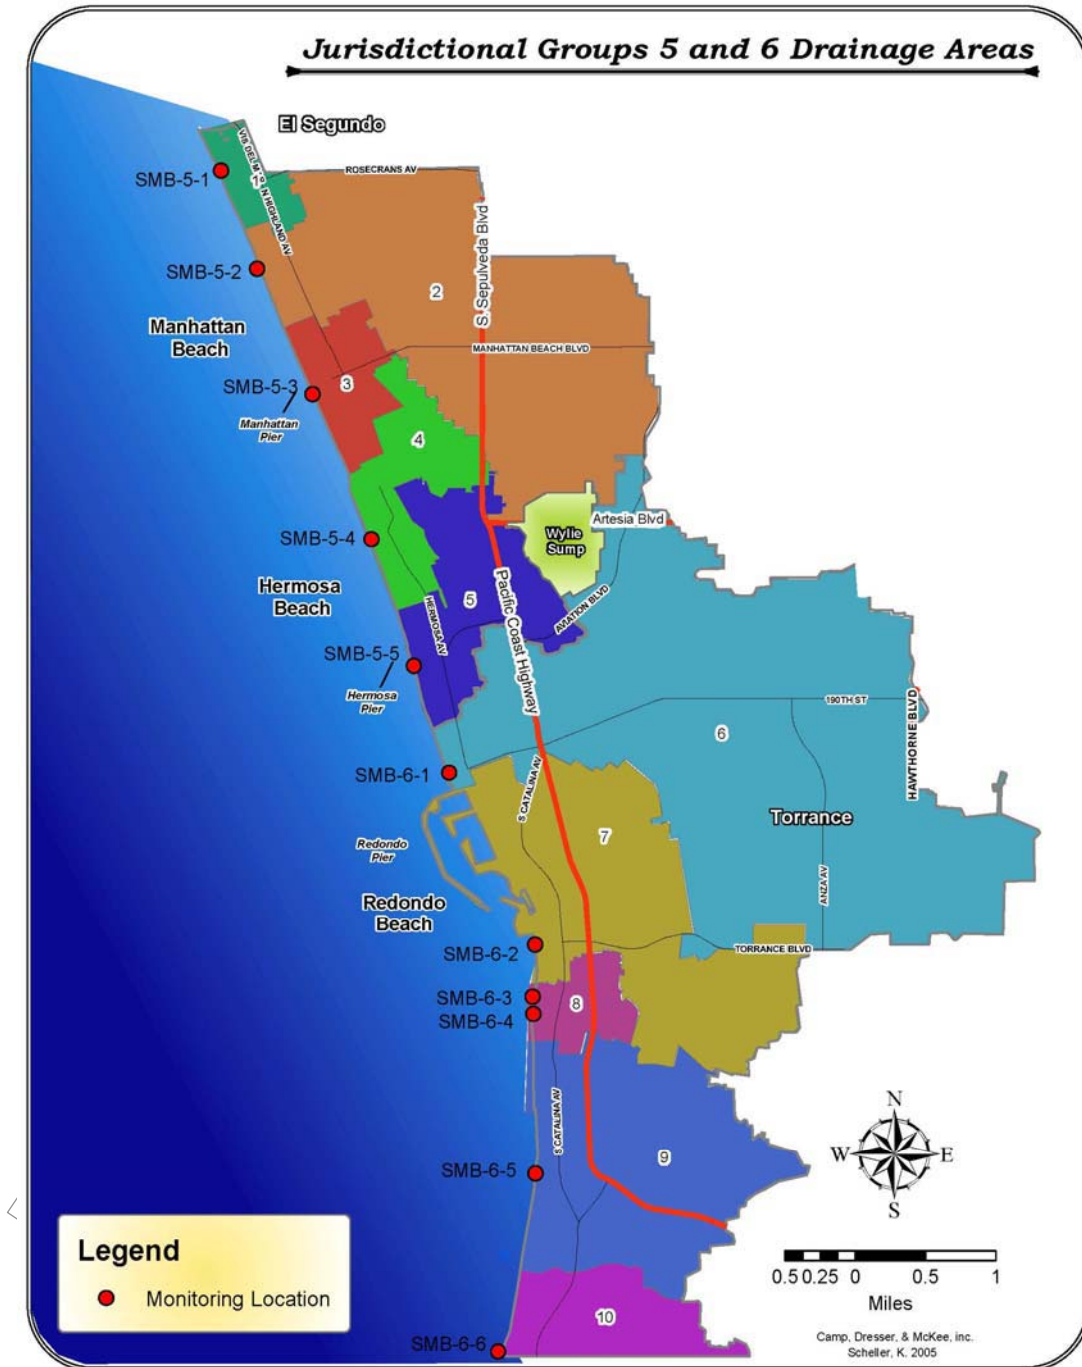 Jurisdictional Groups 5 and 6 Drainage Areas
El Segundo
VIS. DEL M
N HIGHLAND AV
ROSECRANS AV
S. Sepulveda Blvd
SMB-5-1
1
SMB-5-2
2
Manhattan
Beach
MANHATTAN BEACH BLVD
SMB-5-3
3
Manhattan
Pier
4
Artesia Blvd
Wylie
Sump
SMB-5-4
Hermosa
Beach
5
HERMOSA AV
AVIATION BLVD
Pacific Coast Highway
SMB-5-5
Hermosa
Pier
190TH ST
HAWTHORNE BLVD
6
SMB-6-1
S CATALINA AV
Torrance
7
Redondo
Pier
ANZA AV
Redondo
Beach
SMB-6-2
TORRANCE BLVD
SMB-6-3
8
SMB-6-4
S CATALINA AV
9
SMB-6-5
N
W E
S
Legend
Monitoring Location
0.5 0.25 0 0.5 1
Miles
10
SMB-6-6
Camp, Dresser, & McKee, inc.
Scheller, K. 2005